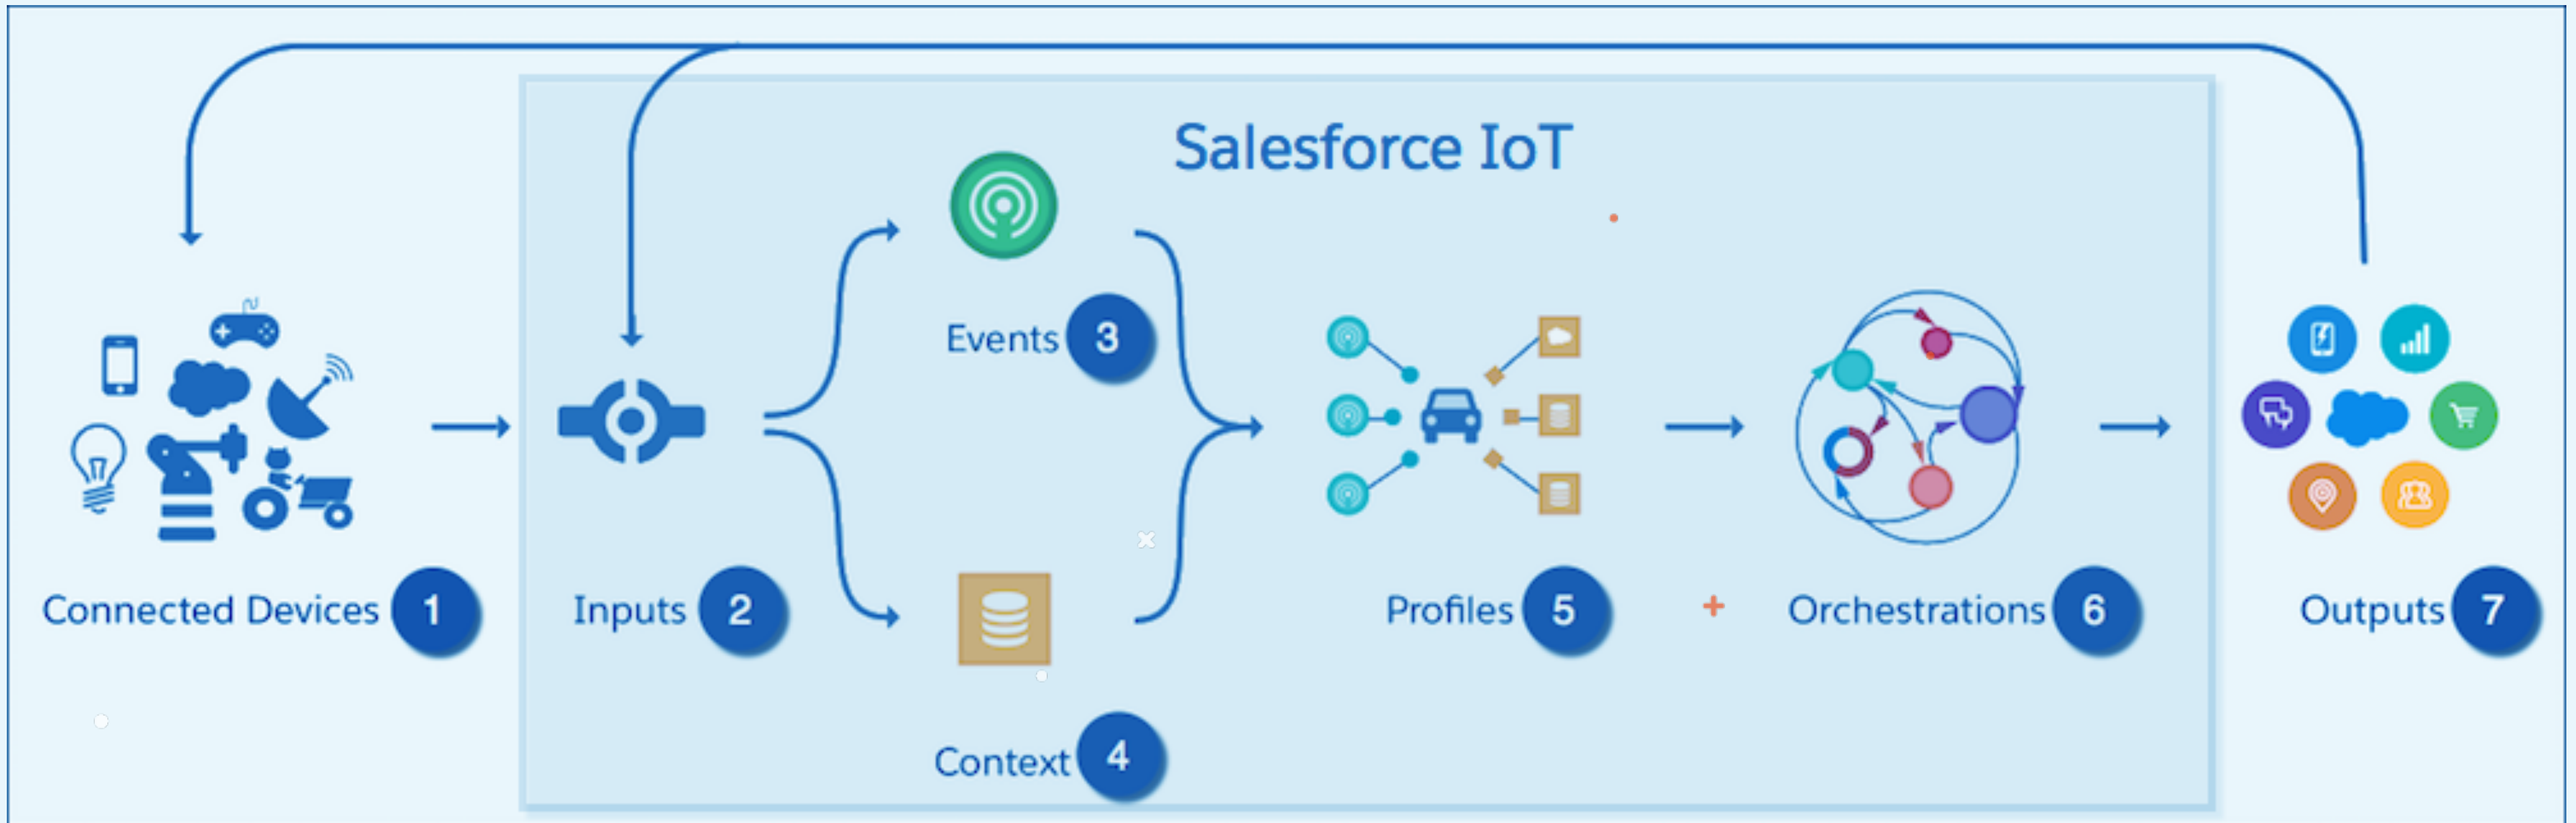 Salesforce IoT
Connected Devices 1
Inputs 2
Events 3
Context 4
Profiles 5
Orchestrations 6
Outputs 7